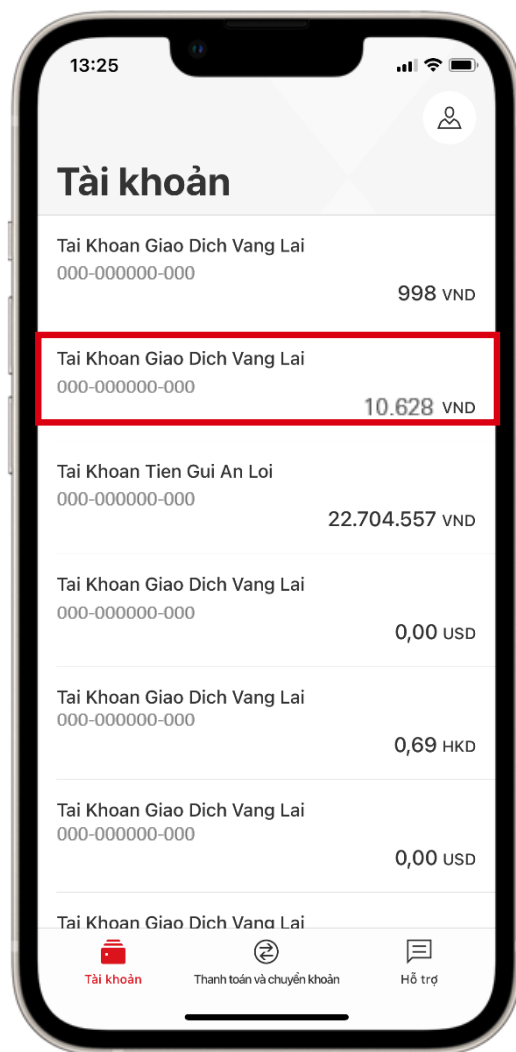 13:25
Tài khoản
Tai Khoan Giao Dich Vang Lai
000-000000-000
998 VND
Tai Khoan Giao Dich Vang Lai
000-000000-000
10.628 VND
Tai Khoan Tien Gui An Loi
000-000000-000
22.704.557 VND
Tai Khoan Giao Dich Vang Lai
000-000000-000
0,00 USD
Tai Khoan Giao Dich Vang Lai
000-000000-000
0,69 HKD
Tai Khoan Giao Dich Vang Lai
000-000000-000
0,00 USD
Tai Khoan Giao Dich Vang Lai
Tài khoản Thanh toán và chuyển khoản Hỗ trợ